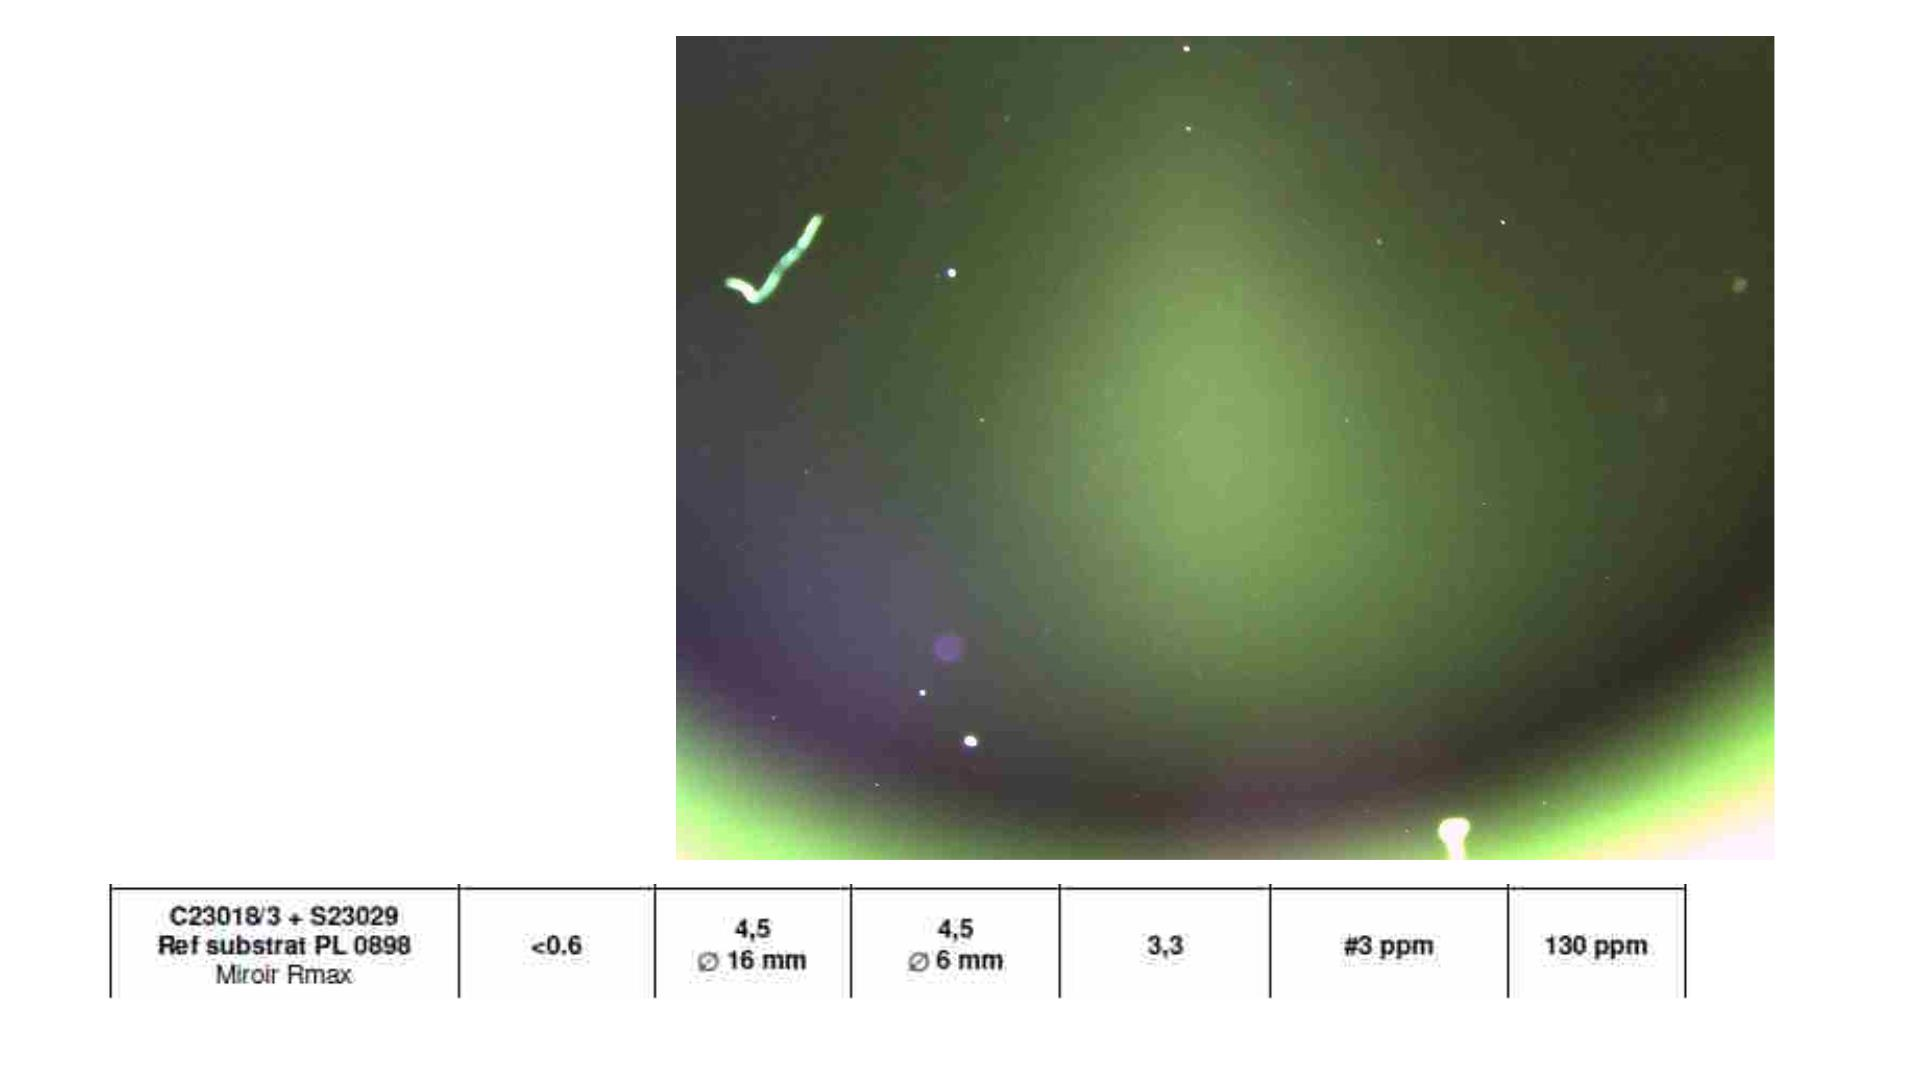 C23018/3 + S23029
Ref substrat PL 0898
Miroir Rmax
<0.6
4,5
∅ 16 mm
4,5
∅ 6 mm
3,3
#3 ppm
130 ppm